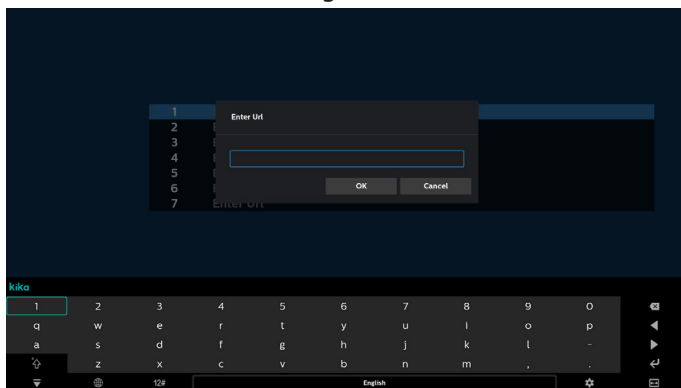 1
2
3
4
5
6
7 Enter Url
Enter Url
OK Cancel
kika
1 2 3 4 5 6 7 8 9 0
q w e r t y u i o p
a s d f g h j k l -
z x c v b n m , .
12# English